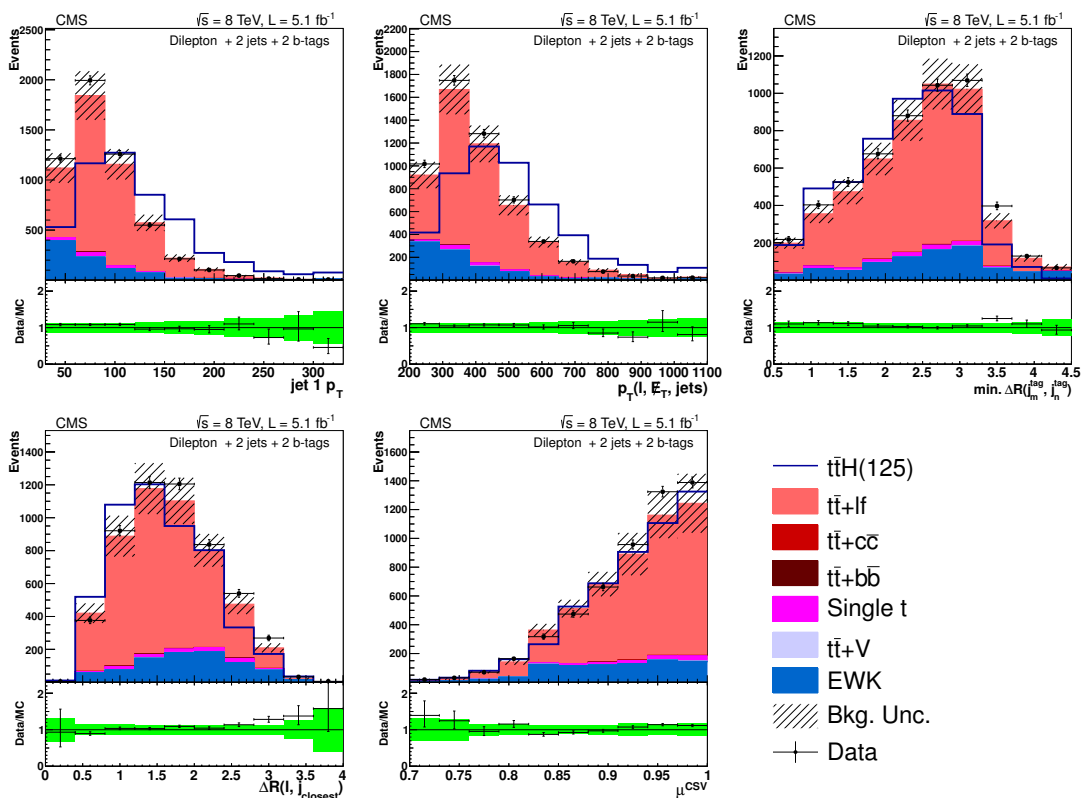 CMS √s = 8 TeV, L = 5.1 fb⁻¹
Dilepton + 2 jets + 2 b-tags
Events
2500
2000
1500
1000
500
Data/MC
2
1
0
50 100 150 200 250 300
jet 1 p_T
CMS √s = 8 TeV, L = 5.1 fb⁻¹
Dilepton + 2 jets + 2 b-tags
Events
2200
2000
1800
1600
1400
1200
1000
800
600
400
200
Data/MC
2
1
0
200 300 400 500 600 700 800 900 1000 1100
p_T(l, E̸_T, jets)
CMS √s = 8 TeV, L = 5.1 fb⁻¹
Dilepton + 2 jets + 2 b-tags
Events
1200
1000
800
600
400
200
Data/MC
2
1
0
0.5 1 1.5 2 2.5 3 3.5 4 4.5
min. ΔR(j_m^tag, j_n^tag)
CMS √s = 8 TeV, L = 5.1 fb⁻¹
Dilepton + 2 jets + 2 b-tags
Events
1400
1200
1000
800
600
400
200
Data/MC
2
1
0
0 0.5 1 1.5 2 2.5 3 3.5 4
ΔR(l, j_closest)
CMS √s = 8 TeV, L = 5.1 fb⁻¹
Dilepton + 2 jets + 2 b-tags
Events
1600
1400
1200
1000
800
600
400
200
Data/MC
2
1
0
0.7 0.75 0.8 0.85 0.9 0.95 1
μ^CSV
tt̄H(125)
tt̄+lf
tt̄+cc̄
tt̄+bb̄
Single t
tt̄+V
EWK
Bkg. Unc.
Data